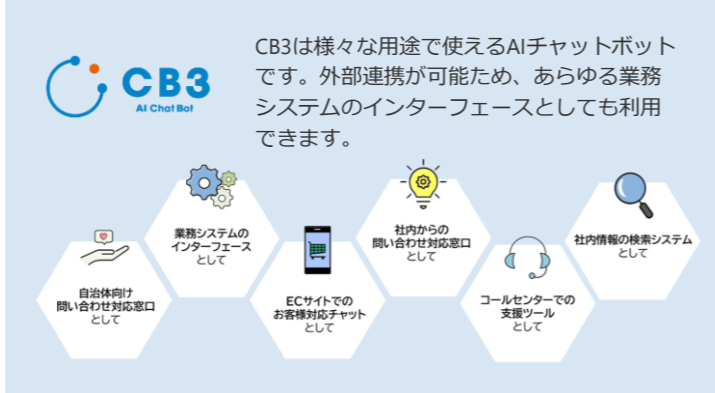 CB3
AI Chat Bot
CB3は様々な用途で使えるAIチャットボット
です。外部連携が可能ため、あらゆる業務
システムのインターフェースとしても利用
できます。
自治体向け
問い合わせ対応窓口
として
業務システムの
インターフェース
として
ECサイトでの
お客様対応チャット
として
社内からの
問い合わせ対応窓口
として
コールセンターでの
支援ツール
として
社内情報の検索システム
として